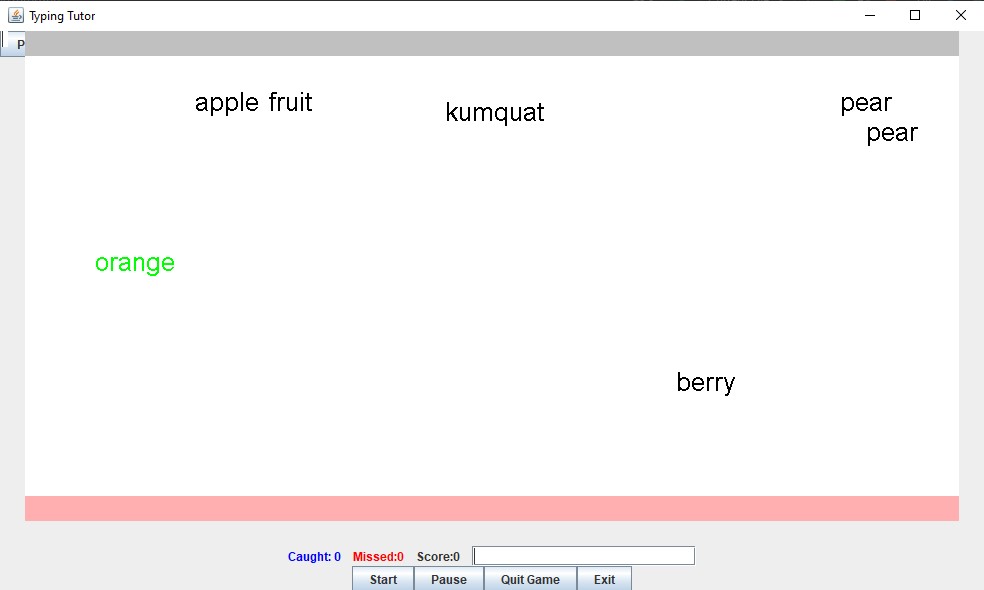 Typing Tutor
P
apple fruit
kumquat
pear
pear
orange
berry
Caught: 0 Missed:0 Score:0
Start Pause Quit Game Exit